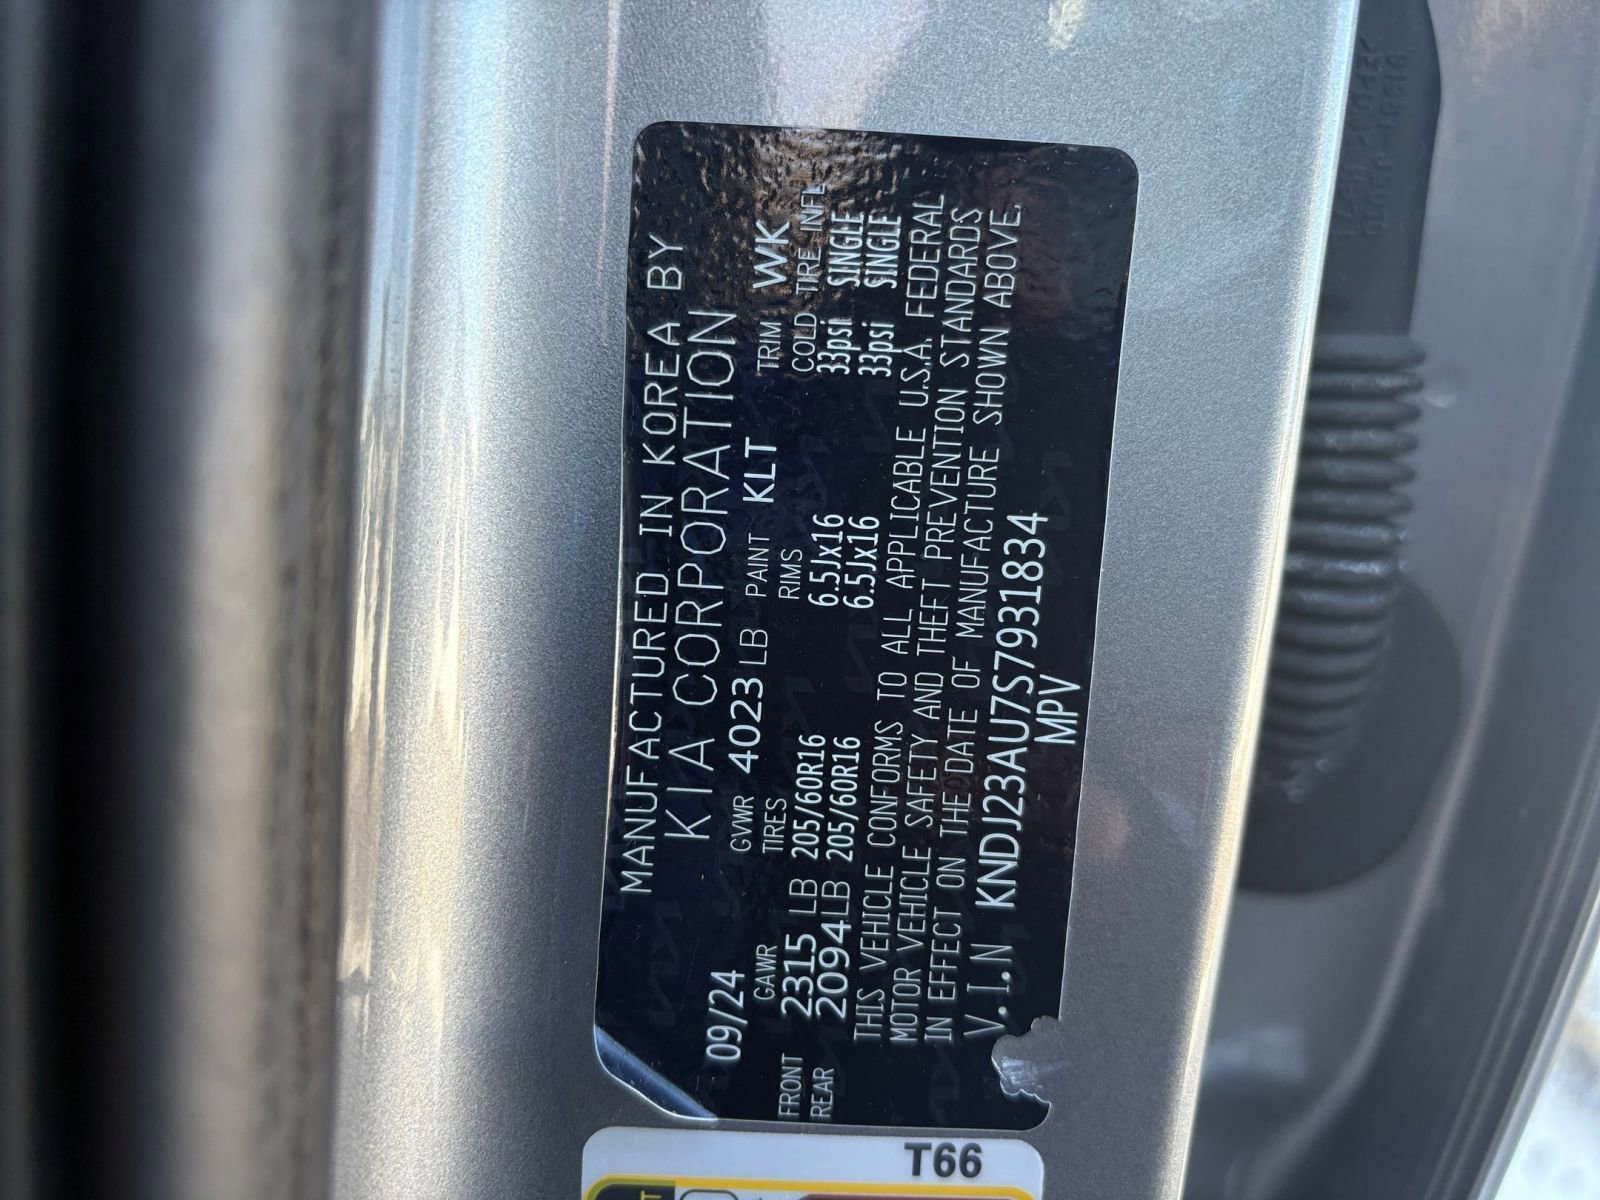 MANUFACTURED IN KOREA BY
KIA CORPORATION
09/24 GVWR 4023 LB PAINT KLT TRIM WK
GAWR TIRES RIMS COLD TIRE INFL
FRONT 2315 LB 205/60R16 6.5Jx16 33psi SINGLE
REAR 2094LB 205/60R16 6.5Jx16 33psi SINGLE
THIS VEHICLE CONFORMS TO ALL APPLICABLE U.S.A. FEDERAL
MOTOR VEHICLE SAFETY AND THEFT PREVENTION STANDARDS
IN EFFECT ON THE DATE OF MANUFACTURE SHOWN ABOVE.
V.I.N KNDJ23AU7S7931834
MPV
T66